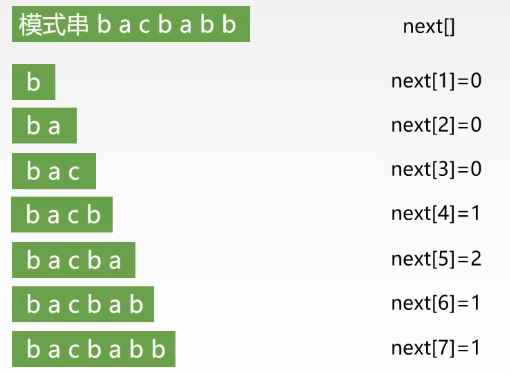 模式串 b a c b a b b next[]
b next[1]=0
b a next[2]=0
b a c next[3]=0
b a c b next[4]=1
b a c b a next[5]=2
b a c b a b next[6]=1
b a c b a b b next[7]=1